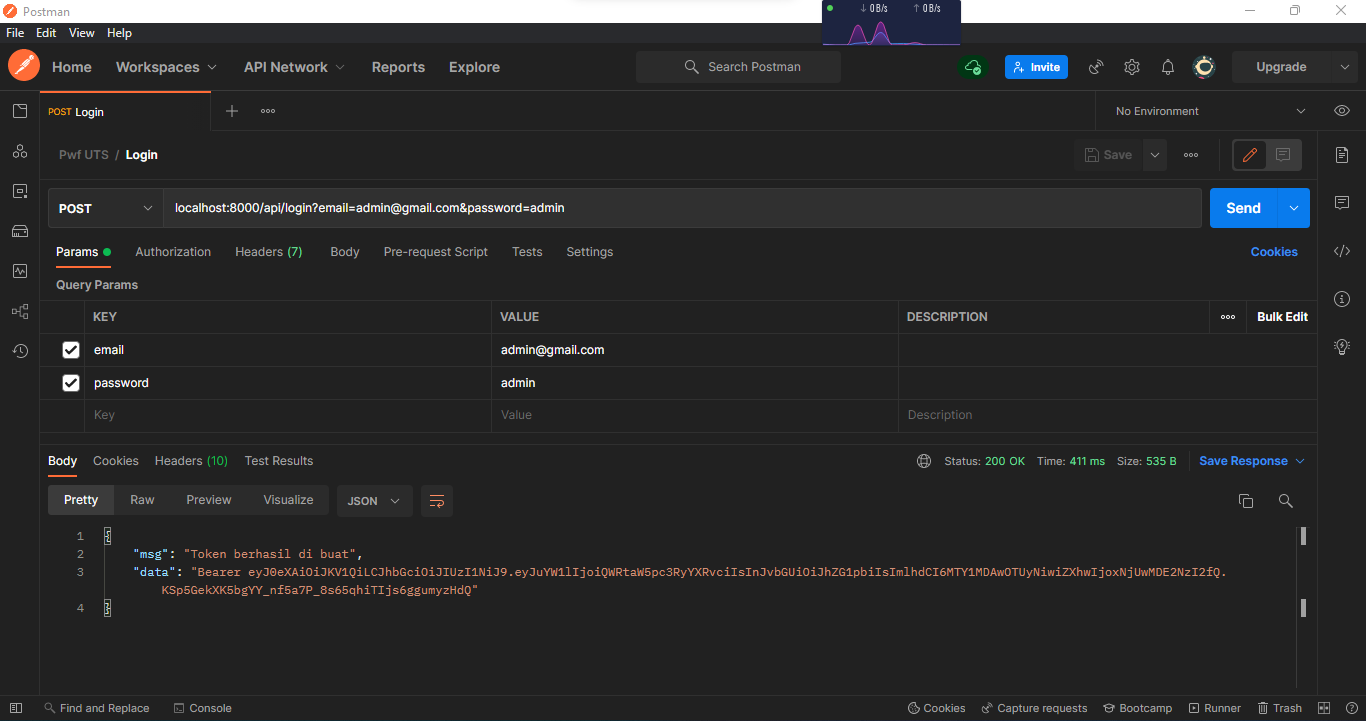 Postman
↓ 0 B/s ↑ 0 B/s
File Edit View Help
Home Workspaces API Network Reports Explore Search Postman Invite Upgrade
POST Login No Environment
Pwf UTS / Login Save
POST localhost:8000/api/login?email=admin@gmail.com&password=admin Send
Params Authorization Headers (7) Body Pre-request Script Tests Settings Cookies
Query Params
KEY VALUE DESCRIPTION Bulk Edit
email admin@gmail.com
password admin
Key Value Description
Body Cookies Headers (10) Test Results Status: 200 OK Time: 411 ms Size: 535 B Save Response
Pretty Raw Preview Visualize JSON
1 {
2 "msg": "Token berhasil di buat",
3 "data": "Bearer eyJ0eXAiOiJKV1QiLCJhbGciOiJIUzI1NiJ9.eyJuYW1lIjoiQWRtaW5pc3RyYXRvciIsInJvbGUiOiJhZG1pbiIsImlhdCI6MTY1MDAwOTUyNiwiZXhwIjoxNjUwMDE2NzI2fQ.
KSp5GekXK5bgYY_nf5a7P_8s65qhiTIjs6ggumyzHdQ"
4 }
Find and Replace Console Cookies Capture requests Bootcamp Runner Trash